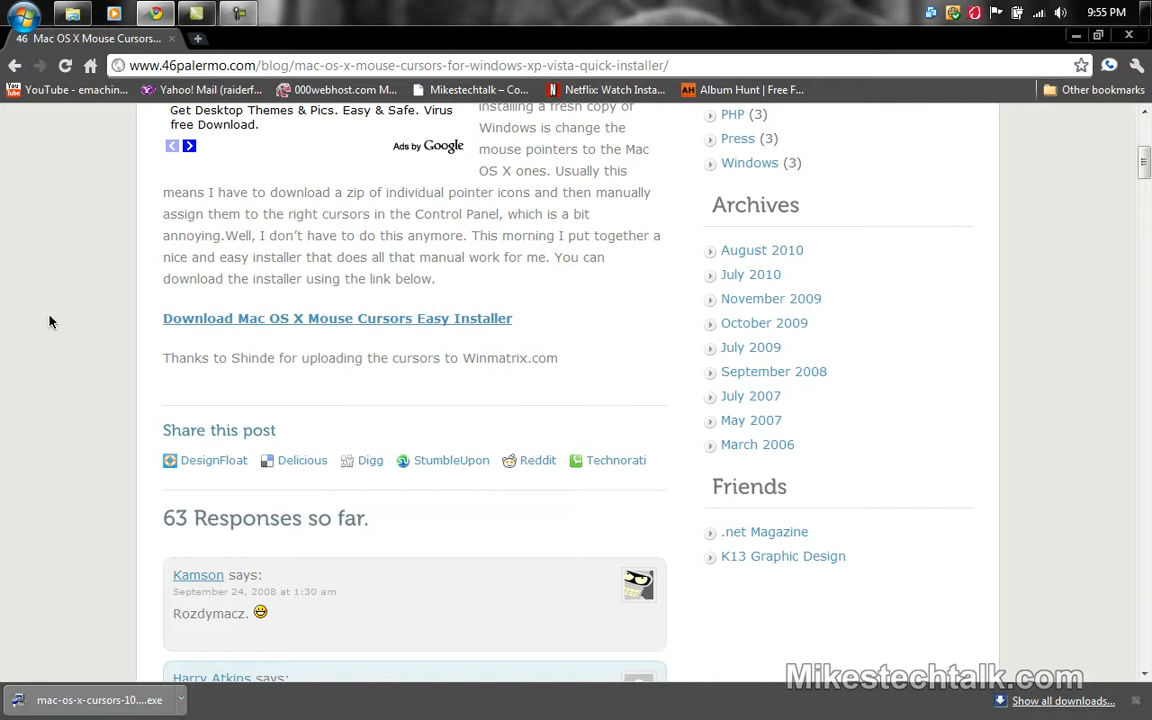 9:55 PM
46 Mac OS X Mouse Cursors...
www.46palermo.com/blog/mac-os-x-mouse-cursors-for-windows-xp-vista-quick-installer/
YouTube - emachin... Yahoo! Mail (raiderf... 000webhost.com M... Mikestechtalk – Co... Netflix: Watch Insta... AH Album Hunt | Free F... Other bookmarks
Get Desktop Themes & Pics. Easy & Safe. Virus
free Download.
Ads by Google
installing a fresh copy of
Windows is change the
mouse pointers to the Mac
OS X ones. Usually this
means I have to download a zip of individual pointer icons and then manually
assign them to the right cursors in the Control Panel, which is a bit
annoying.Well, I don't have to do this anymore. This morning I put together a
nice and easy installer that does all that manual work for me. You can
download the installer using the link below.
Download Mac OS X Mouse Cursors Easy Installer
Thanks to Shinde for uploading the cursors to Winmatrix.com
Share this post
DesignFloat Delicious Digg StumbleUpon Reddit Technorati
63 Responses so far.
Kamson says:
September 24, 2008 at 1:30 am
Rozdymacz.
Harry Atkins says:
PHP (3)
Press (3)
Windows (3)
Archives
August 2010
July 2010
November 2009
October 2009
July 2009
September 2008
July 2007
May 2007
March 2006
Friends
.net Magazine
K13 Graphic Design
Mikestechtalk.com
mac-os-x-cursors-10....exe
Show all downloads...